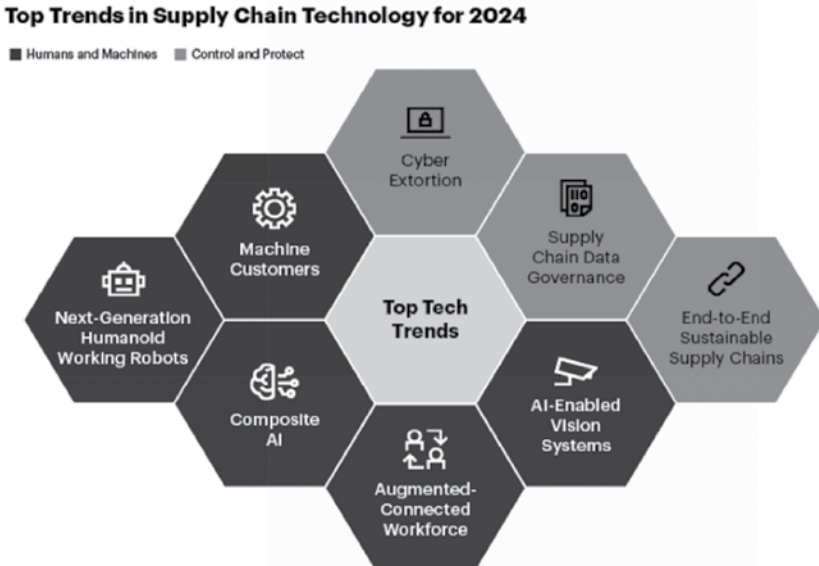 Top Trends in Supply Chain Technology for 2024
Humans and Machines
Control and Protect
Cyber
Extortion
Machine
Customers
Supply
Chain Data
Governance
Next-Generation
Humanoid
Working Robots
Top Tech
Trends
End-to-End
Sustainable
Supply Chains
Composite
AI
AI-Enabled
Vision
Systems
Augmented-
Connected
Workforce